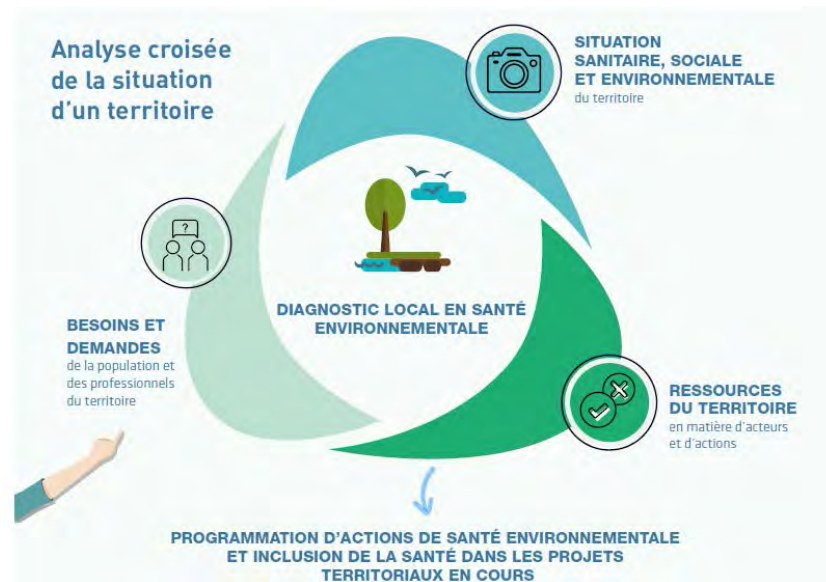 Analyse croisée
de la situation
d'un territoire
SITUATION
SANITAIRE, SOCIALE
ET ENVIRONNEMENTALE
du territoire
?
DIAGNOSTIC LOCAL EN SANTÉ
ENVIRONNEMENTALE
BESOINS ET
DEMANDES
de la population et
des professionnels
du territoire
RESSOURCES
DU TERRITOIRE
en matière d'acteurs
et d'actions
PROGRAMMATION D'ACTIONS DE SANTÉ ENVIRONNEMENTALE
ET INCLUSION DE LA SANTÉ DANS LES PROJETS
TERRITORIAUX EN COURS